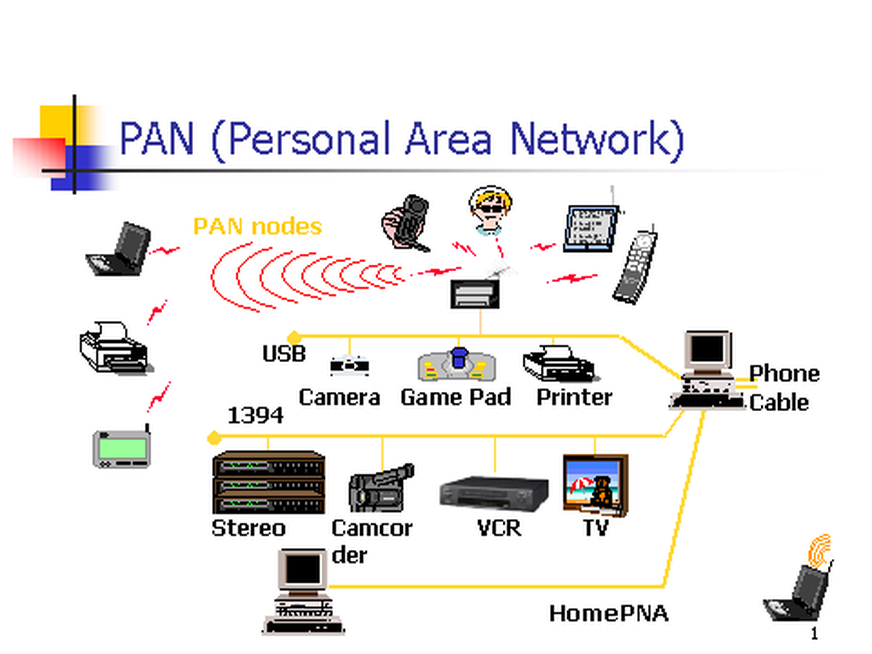 PAN (Personal Area Network)
PAN nodes
USB
Camera
Game Pad
Printer
Phone
Cable
1394
Stereo
Camcor
der
VCR
TV
HomePNA
1